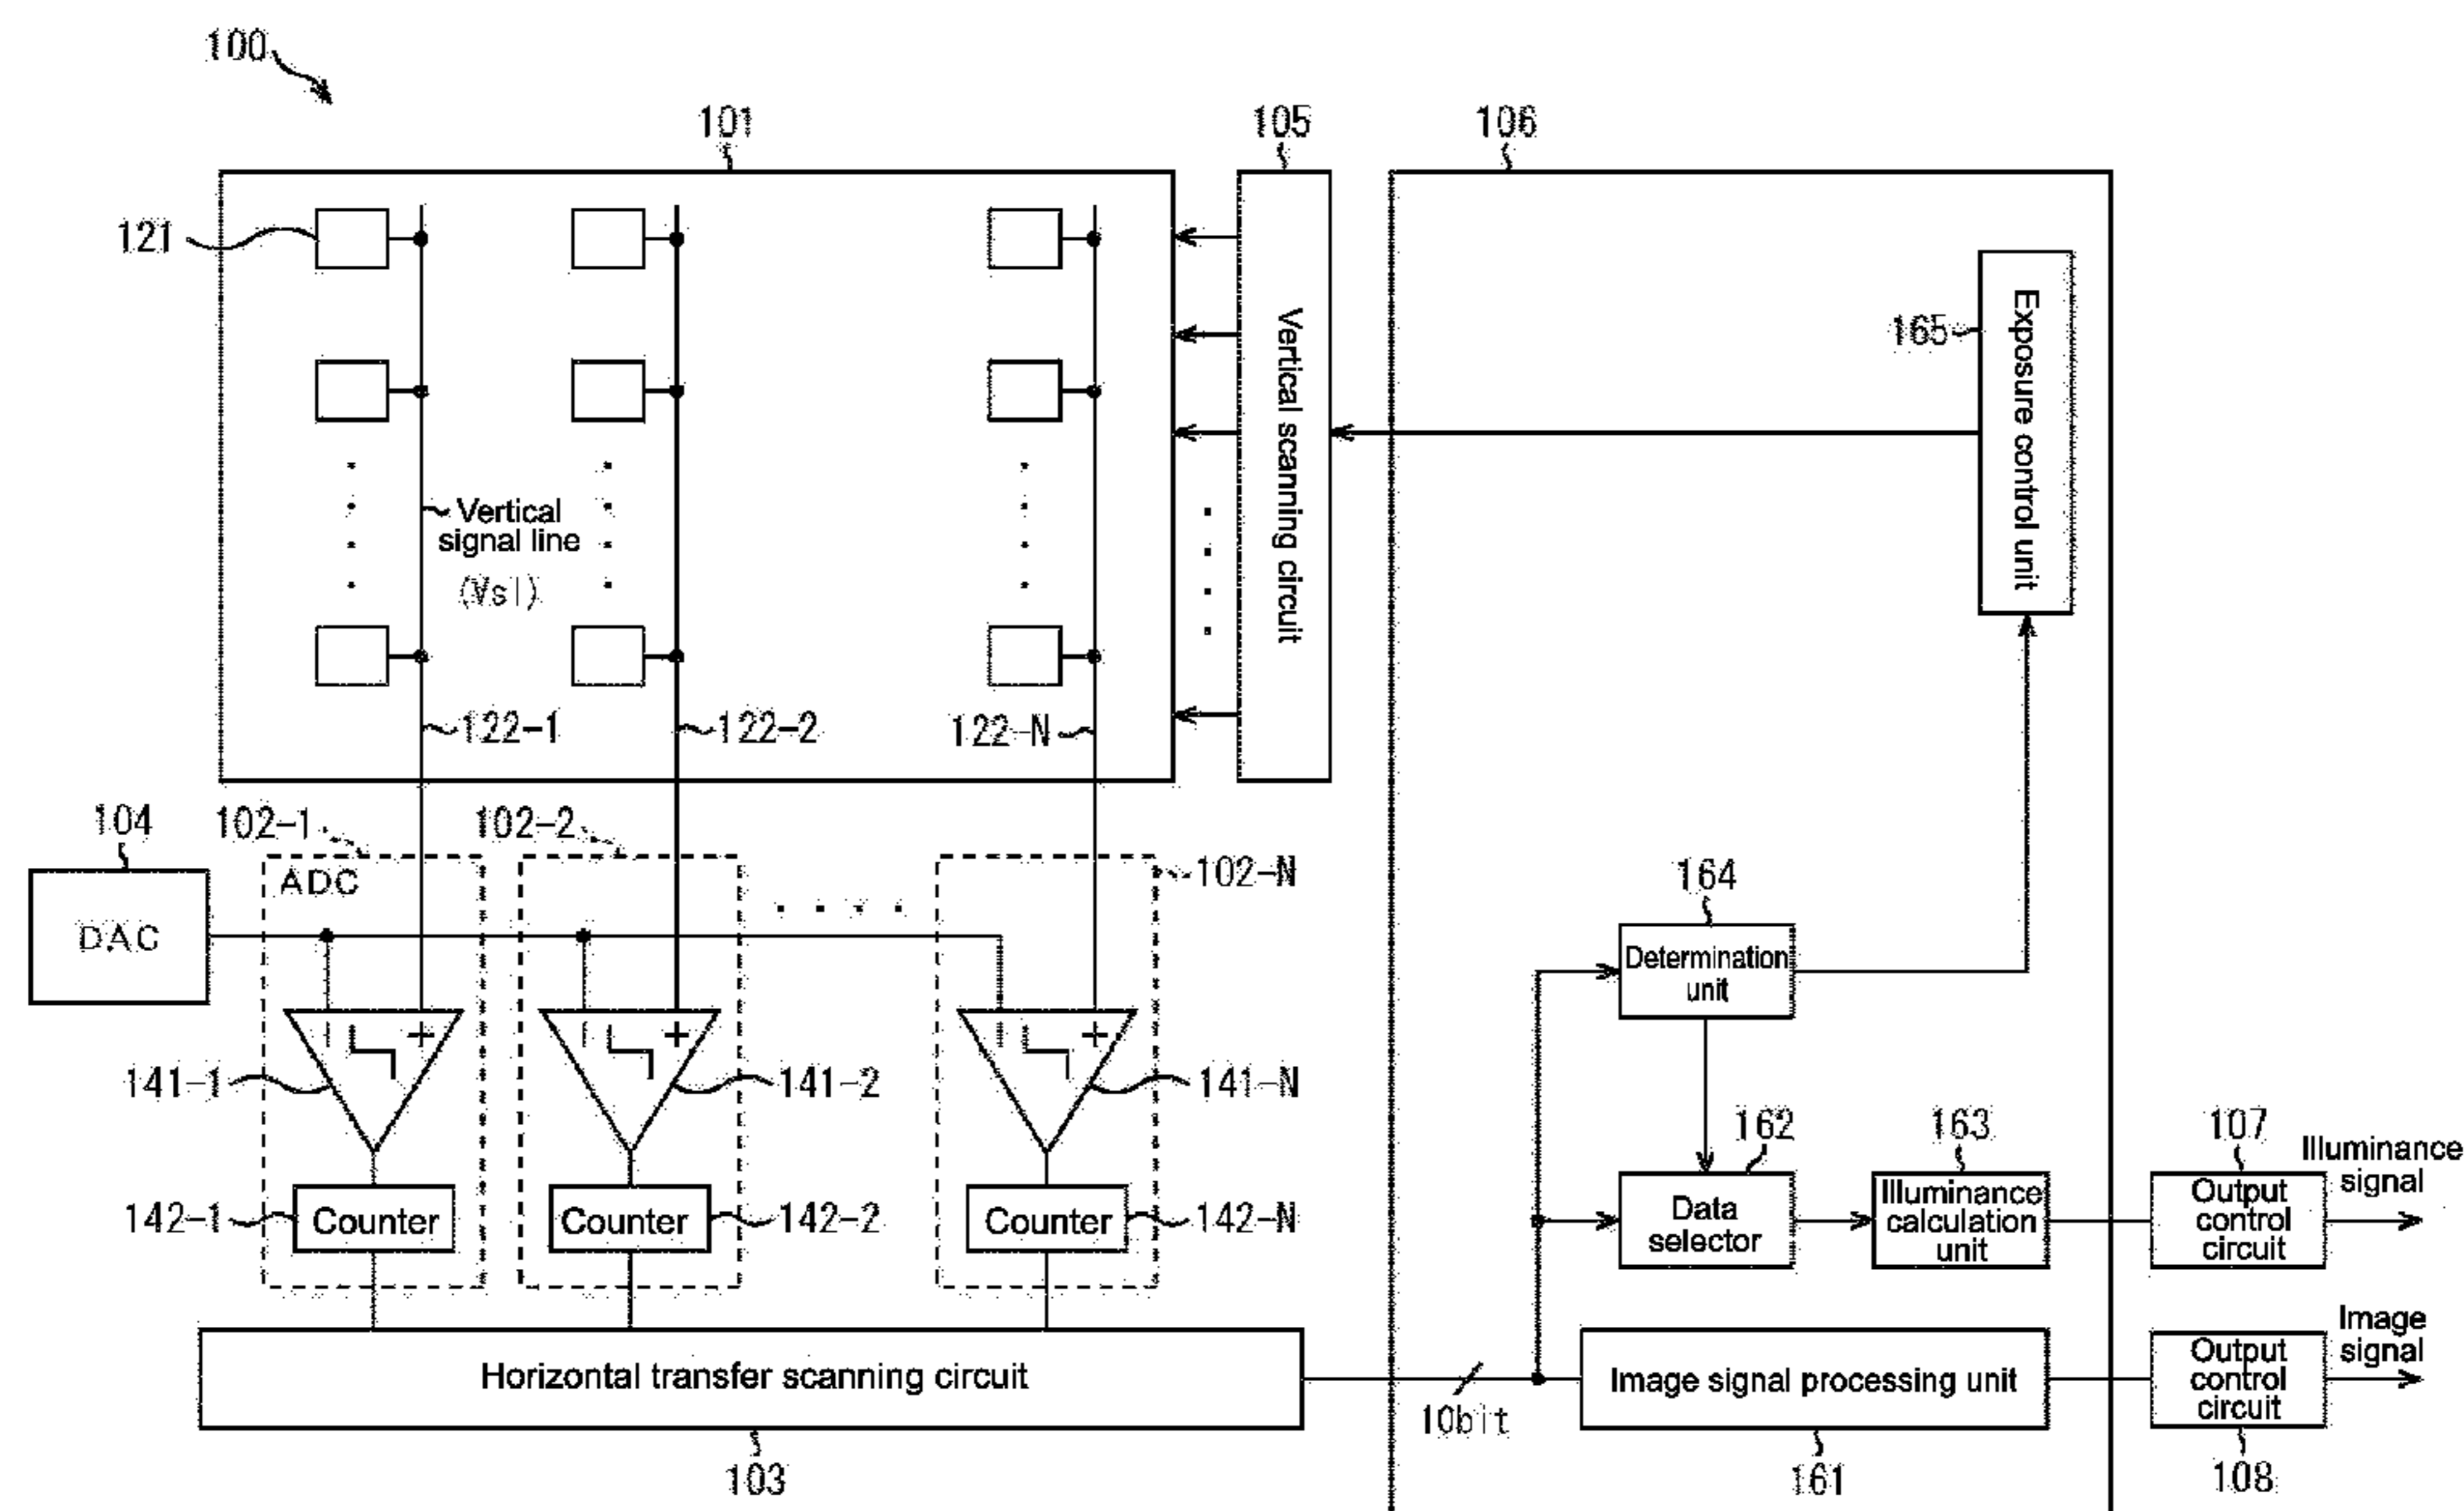 100
101
105
106
121
165
Exposure control unit
Vertical scanning circuit
Vertical
signal line
(Vsl)
122-1
122-2
122-N
104
102-1
102-2
102-N
ADC
DAC
164
Determination
unit
- +
- +
- +
141-1
141-2
141-N
162
163
107
Illuminance
signal
142-1
Counter
Counter
142-2
Counter
142-N
Data
selector
Illuminance
calculation
unit
Output
control
circuit
Image
signal
Horizontal transfer scanning circuit
10bit
Image signal processing unit
Output
control
circuit
103
161
108